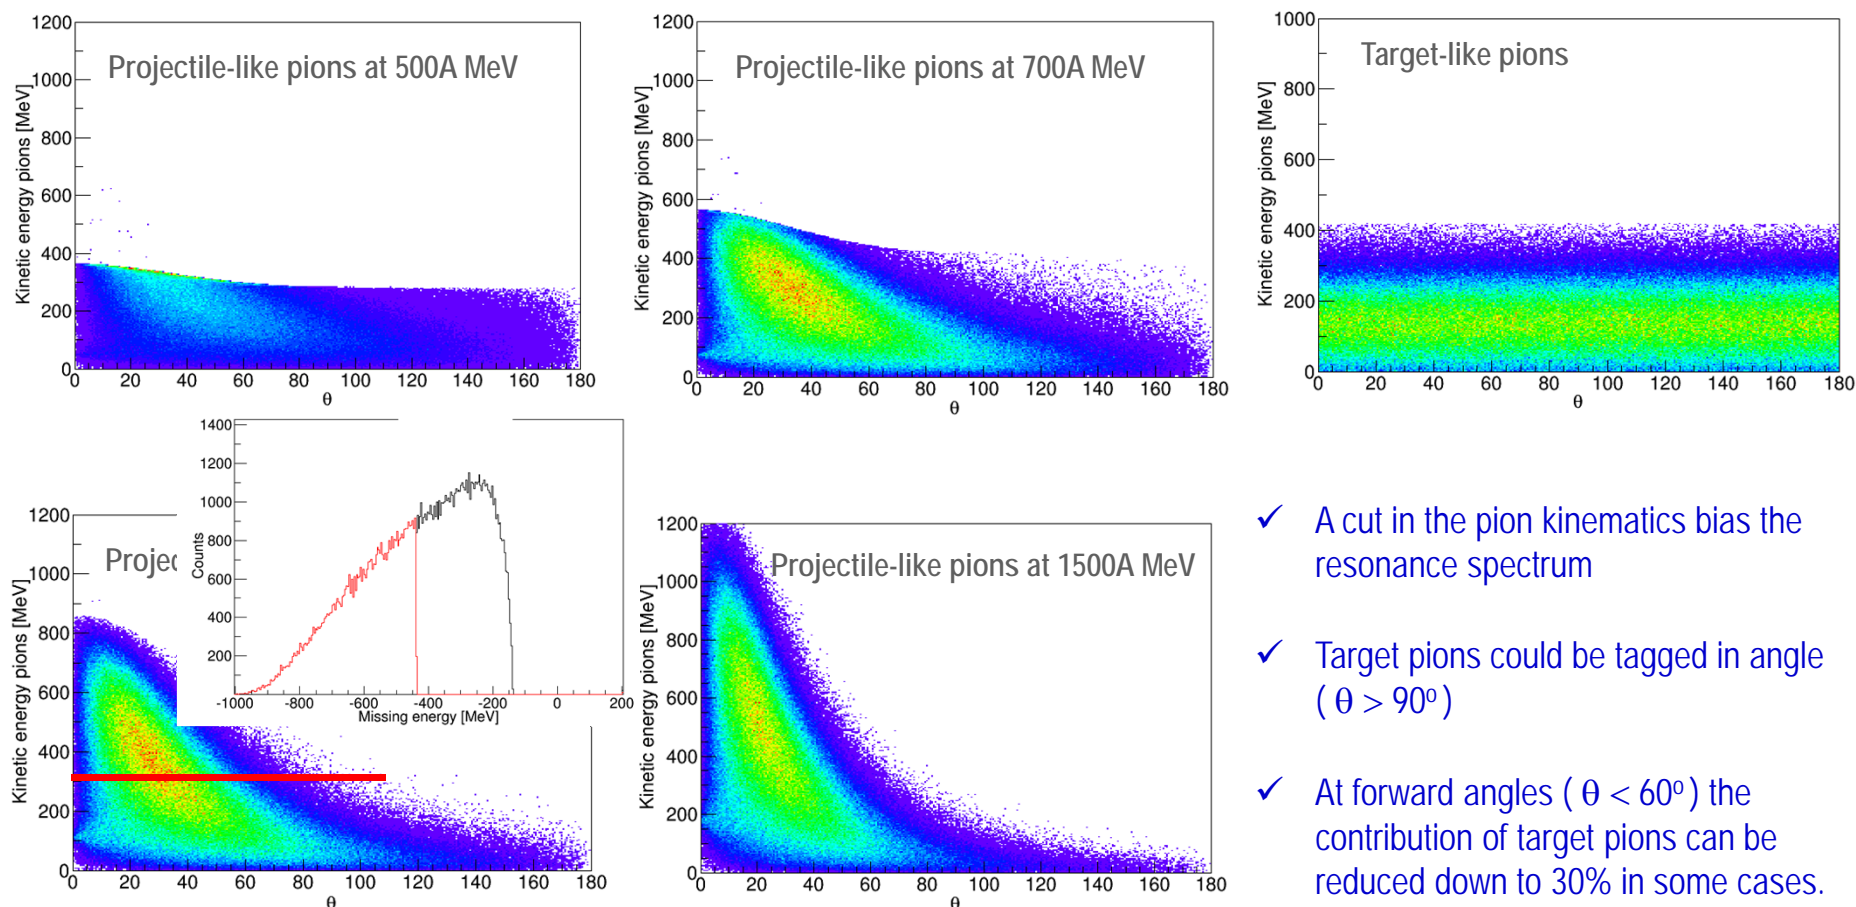 Projectile-like pions at 500A MeV
Kinetic energy pions [MeV]
1200
1000
800
600
400
200
0
0 20 40 60 80 100 120 140 160 180
θ
Projectile-like pions at 700A MeV
Kinetic energy pions [MeV]
1200
1000
800
600
400
200
0
0 20 40 60 80 100 120 140 160 180
θ
Target-like pions
Kinetic energy pions [MeV]
1000
800
600
400
200
0
0 20 40 60 80 100 120 140 160 180
θ
Counts
1400
1200
1000
800
600
400
200
-1000 -800 -600 -400 -200 0 200
Missing energy [MeV]
Projec
Kinetic energy pions [MeV]
1200
1000
800
600
400
200
0
0 20 40 60 80 100 120 140 160 180
θ
Projectile-like pions at 1500A MeV
Kinetic energy pions [MeV]
1200
1000
800
600
400
200
0
0 20 40 60 80 100 120 140 160 180
θ
✓ A cut in the pion kinematics bias the
resonance spectrum
✓ Target pions could be tagged in angle
( θ > 90º )
✓ At forward angles ( θ < 60º ) the
contribution of target pions can be
reduced down to 30% in some cases.